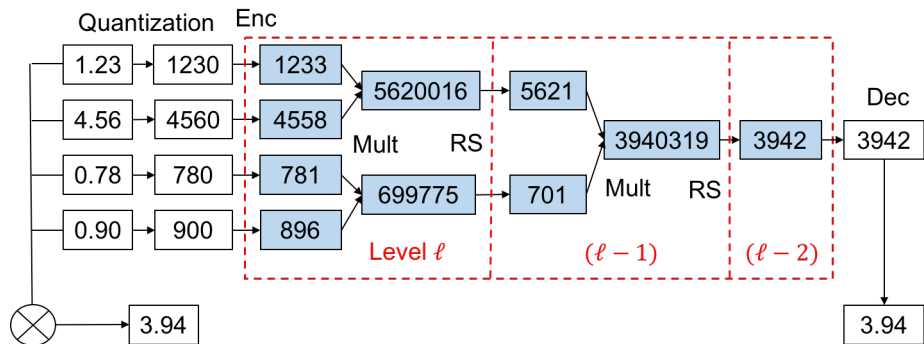 Quantization Enc
1.23 1230 1233
5620016 5621
4.56 4560 4558 Dec
Mult RS 3940319 3942 3942
0.78 780 781
Mult RS
699775 701
0.90 900 896
Level ℓ (ℓ − 1) (ℓ − 2)
3.94 3.94